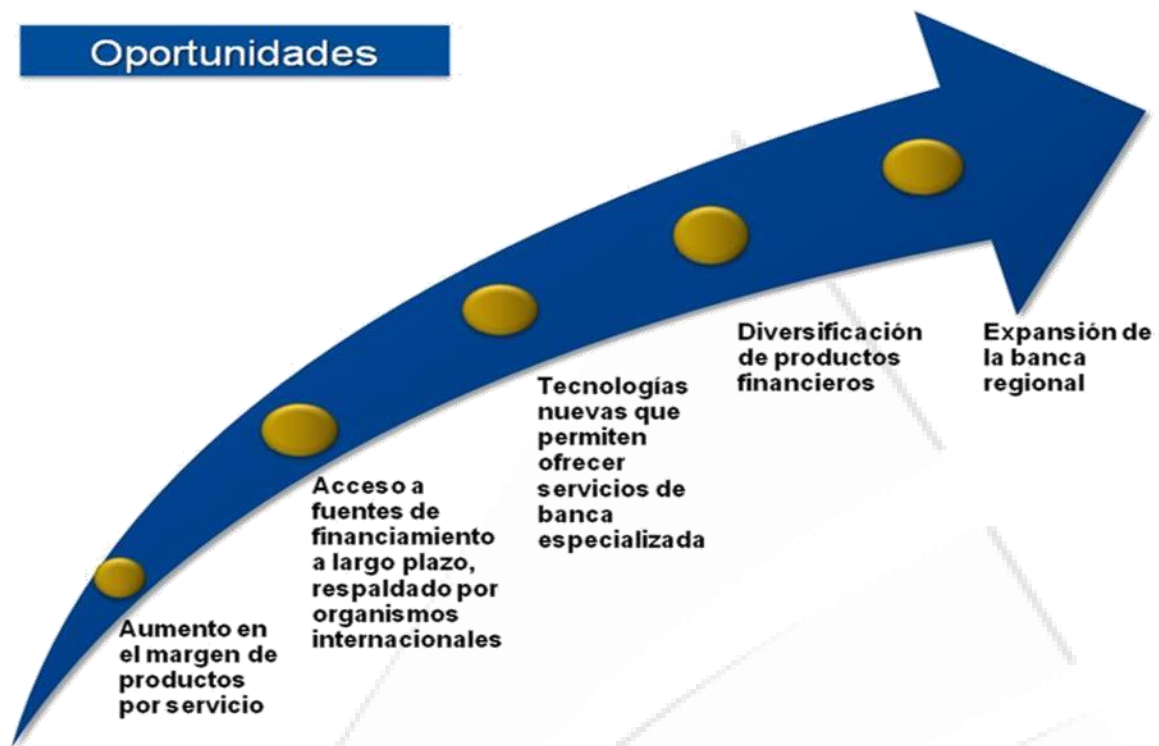 Oportunidades
Aumento en
el margen de
productos
por servicio
Acceso a
fuentes de
financiamiento
a largo plazo,
respaldado por
organismos
internacionales
Tecnologías
nuevas que
permiten
ofrecer
servicios de
banca
especializada
Diversificación
de productos
financieros
Expansión de
la banca
regional